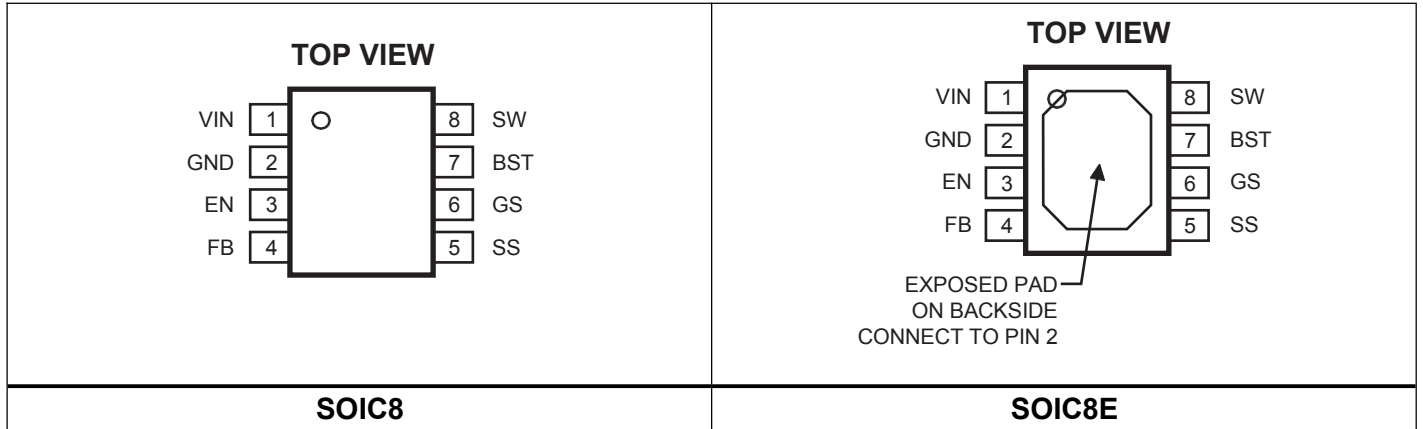 TOP VIEW
VIN 1 8 SW
GND 2 7 BST
EN 3 6 GS
FB 4 5 SS
SOIC8
TOP VIEW
VIN 1 8 SW
GND 2 7 BST
EN 3 6 GS
FB 4 5 SS
EXPOSED PAD
ON BACKSIDE
CONNECT TO PIN 2
SOIC8E